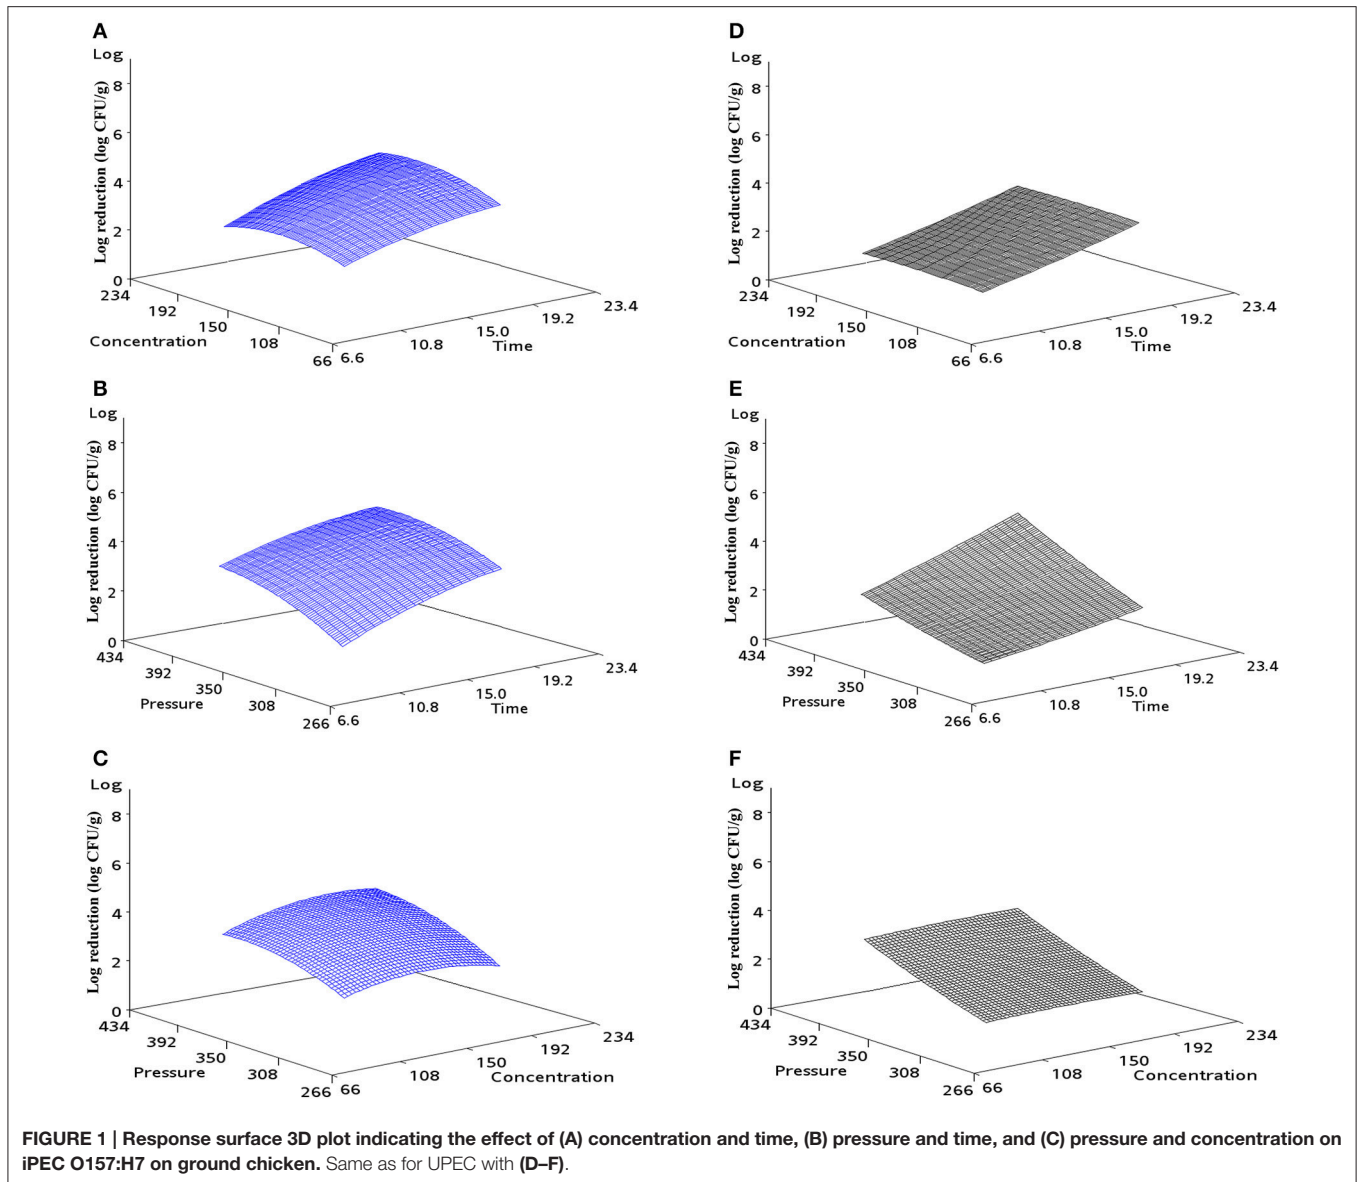 A
Log
Log reduction (log CFU/g)
8
6
4
2
0
234
192
150
108
66
Concentration
6.6
10.8
15.0
19.2
23.4
Time
D
Log
Log reduction (log CFU/g)
8
6
4
2
0
234
192
150
108
66
Concentration
6.6
10.8
15.0
19.2
23.4
Time
B
Log
Log reduction (log CFU/g)
8
6
4
2
0
434
392
350
308
266
Pressure
6.6
10.8
15.0
19.2
23.4
Time
E
Log
Log reduction (log CFU/g)
8
6
4
2
0
434
392
350
308
266
Pressure
6.6
10.8
15.0
19.2
23.4
Time
C
Log
Log reduction (log CFU/g)
8
6
4
2
0
434
392
350
308
266
Pressure
66
108
150
192
234
Concentration
F
Log
Log reduction (log CFU/g)
8
6
4
2
0
434
392
350
308
266
Pressure
66
108
150
192
234
Concentration
FIGURE 1 | Response surface 3D plot indicating the effect of (A) concentration and time, (B) pressure and time, and (C) pressure and concentration on
iPEC O157:H7 on ground chicken. Same as for UPEC with (D–F).